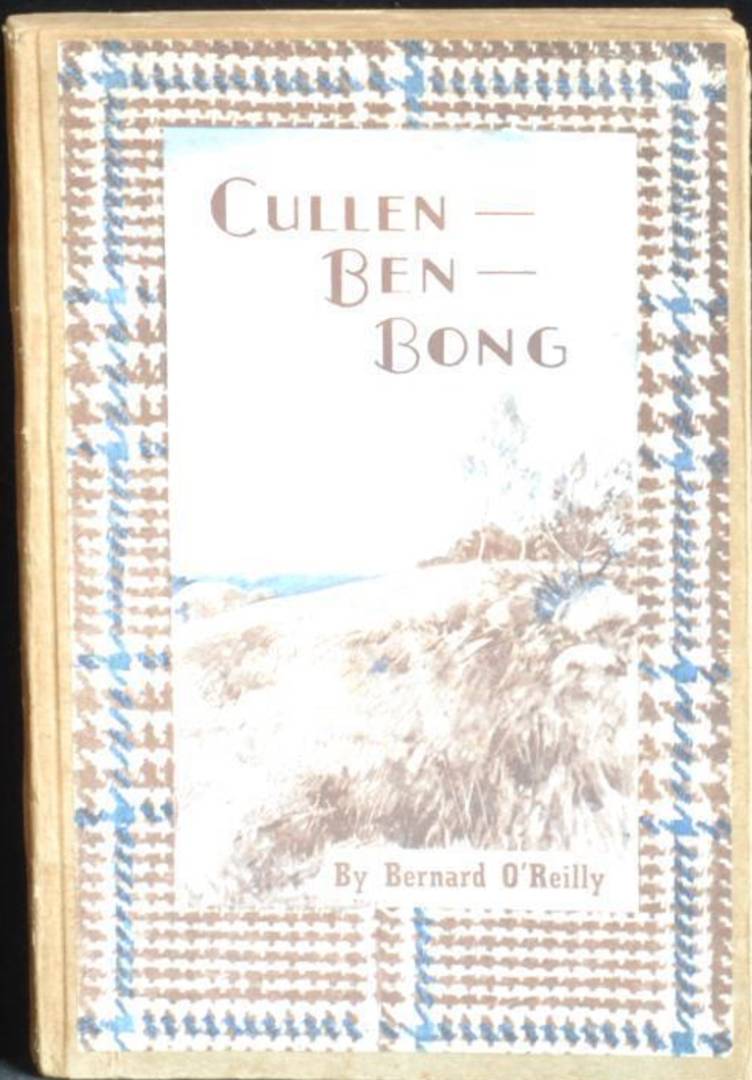 CULLEN —
BEN —
BONG
By Bernard O'Reilly